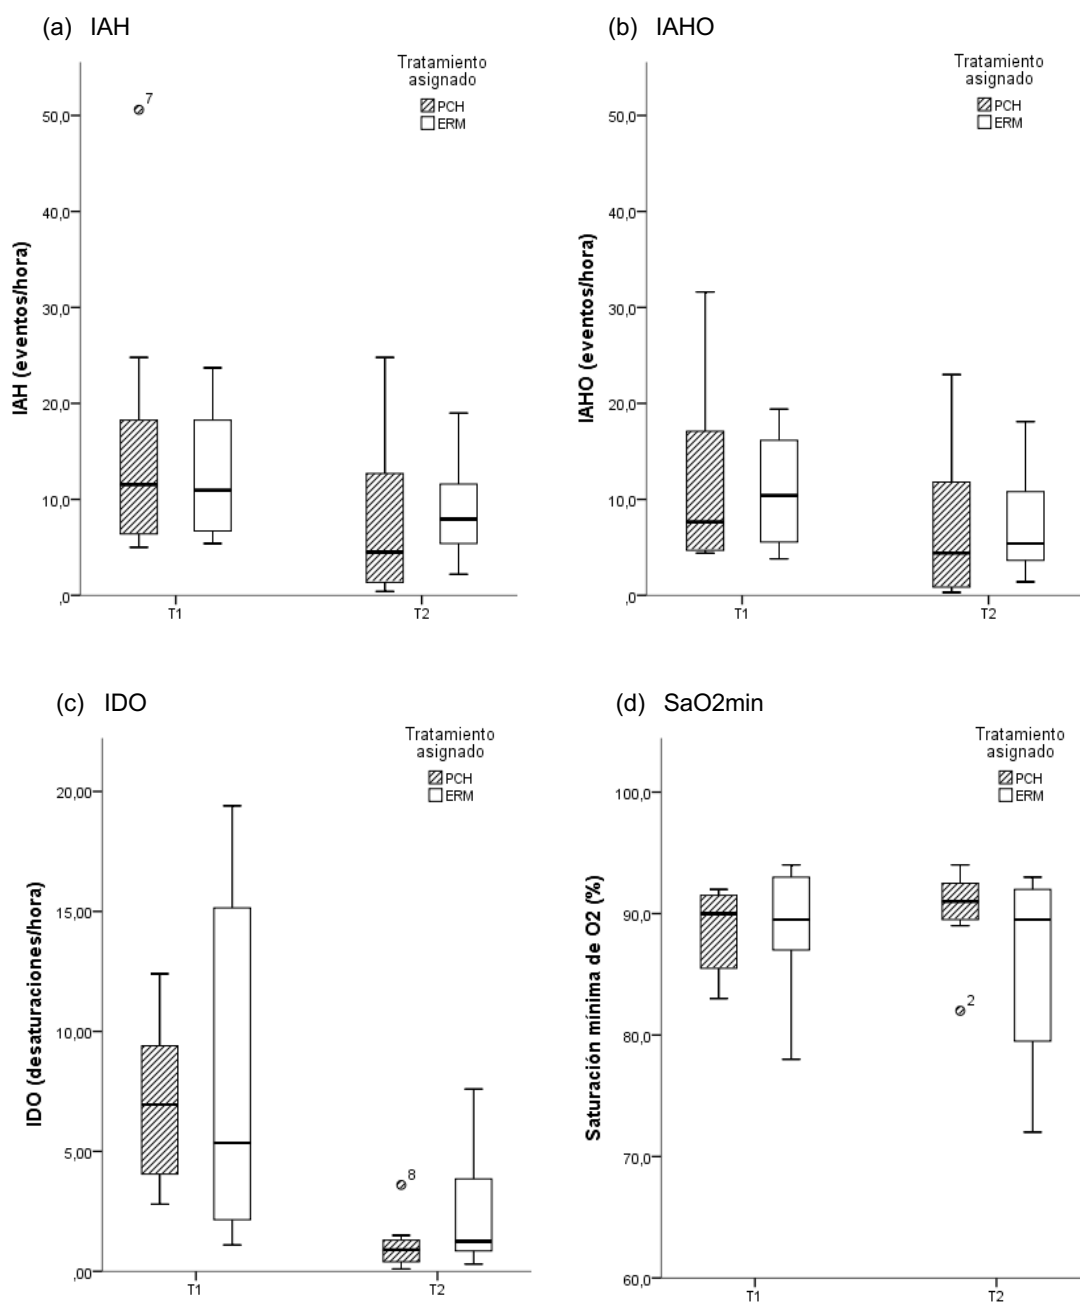 (a) IAH
Tratamiento
asignado
PCH
ERM
7
50,0
40,0
30,0
20,0
10,0
,0
IAH (eventos/hora)
T1
T2
(b) IAHO
Tratamiento
asignado
PCH
ERM
50,0
40,0
30,0
20,0
10,0
,0
IAHO (eventos/hora)
T1
T2
(c) IDO
Tratamiento
asignado
PCH
ERM
20,00
15,00
10,00
5,00
,00
8
IDO (desaturaciones/hora)
T1
T2
(d) SaO2min
Tratamiento
asignado
PCH
ERM
100,0
90,0
80,0
70,0
60,0
2
Saturación mínima de O2 (%)
T1
T2